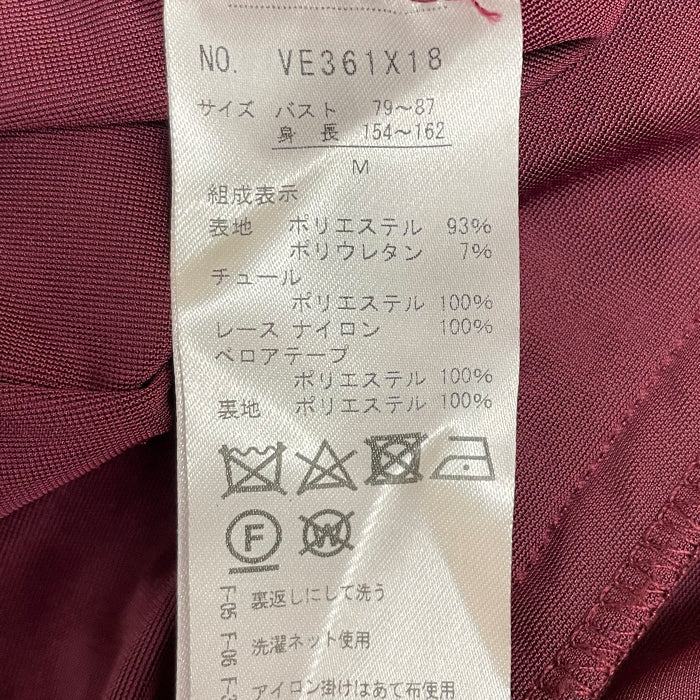 NO. VE361X18
サイズ バスト 79～87
身 長 154～162
M
組成表示
表地 ポリエステル 93%
ポリウレタン 7%
チュール
ポリエステル 100%
レース ナイロン 100%
ベロアテープ
ポリエステル 100%
裏地 ポリエステル 100%
F
W
F-05 裏返しにして洗う
F-06 洗濯ネット使用
アイロン掛けはあて布使用